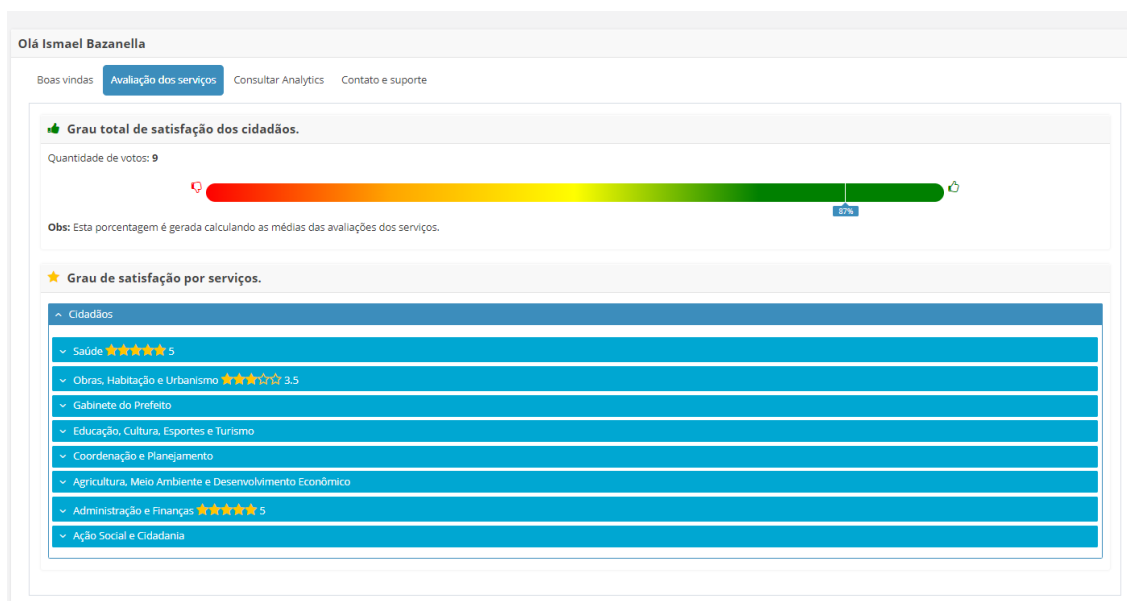 Olá Ismael Bazanella
Boas vindas Avaliação dos serviços Consultar Analytics Contato e suporte
Grau total de satisfação dos cidadãos.
Quantidade de votos: 9
87%
Obs: Esta porcentagem é gerada calculando as médias das avaliações dos serviços.
Grau de satisfação por serviços.
Cidadãos
Saúde 5
Obras, Habitação e Urbanismo 3.5
Gabinete do Prefeito
Educação, Cultura, Esportes e Turismo
Coordenação e Planejamento
Agricultura, Meio Ambiente e Desenvolvimento Econômico
Administração e Finanças 5
Ação Social e Cidadania